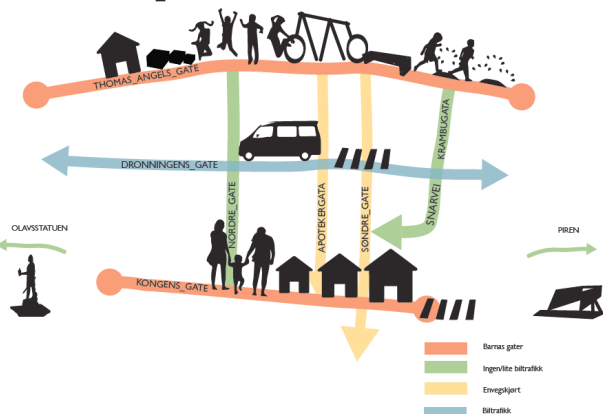 THOMAS_ANGELS_GATE
KRAMBUGATA
DRONNINGENS_GATE
NORDRE_GATE
APOTEKERGATA
SØNDRE_GATE
SNARVEI
OLAVSSTATUEN
PIREN
KONGENS_GATE
Barnas gater
Ingen/lite biltrafikk
Envegskjørt
Biltrafikk